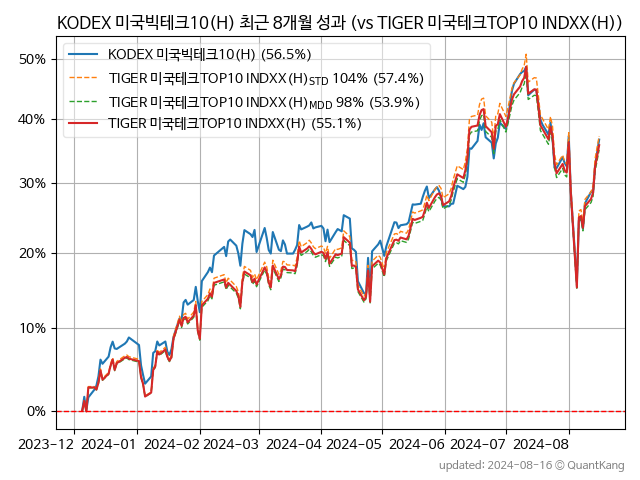 KODEX 미국빅테크10(H) 최근 8개월 성과 (vs TIGER 미국테크TOP10 INDXX(H))
KODEX 미국빅테크10(H) (56.5%)
TIGER 미국테크TOP10 INDXX(H)STD 104% (57.4%)
TIGER 미국테크TOP10 INDXX(H)MDD 98% (53.9%)
TIGER 미국테크TOP10 INDXX(H) (55.1%)
50%
40%
30%
20%
10%
0%
2023-12 2024-01 2024-02 2024-03 2024-04 2024-05 2024-06 2024-07 2024-08
updated: 2024-08-16 © QuantKang